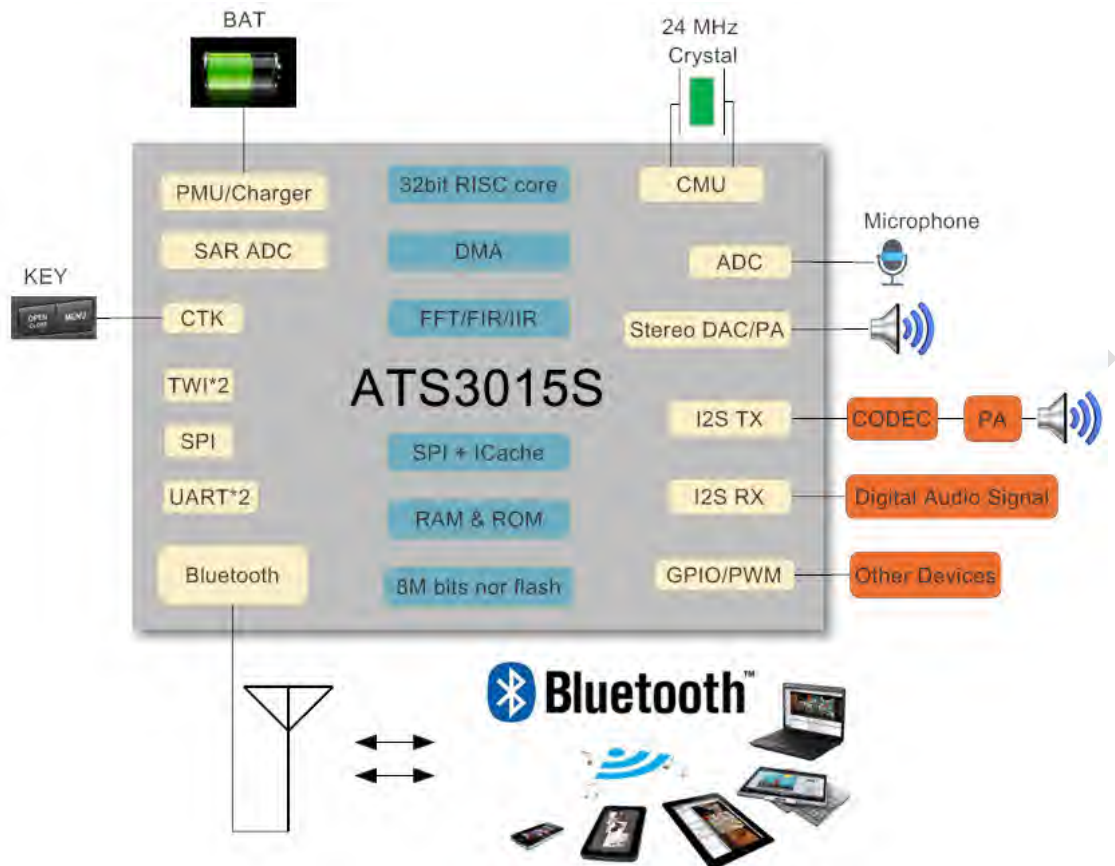 BAT
24 MHz
Crystal
PMU/Charger
32bit RISC core
CMU
Microphone
SAR ADC
DMA
ADC
KEY
OPEN
CLOSE
MENU
CTK
FFT/FIR/IIR
Stereo DAC/PA
ATS3015S
TWI*2
I2S TX
CODEC
PA
SPI
SPI + ICache
UART*2
I2S RX
Digital Audio Signal
RAM & ROM
Bluetooth
8M bits nor flash
GPIO/PWM
Other Devices
Bluetooth™